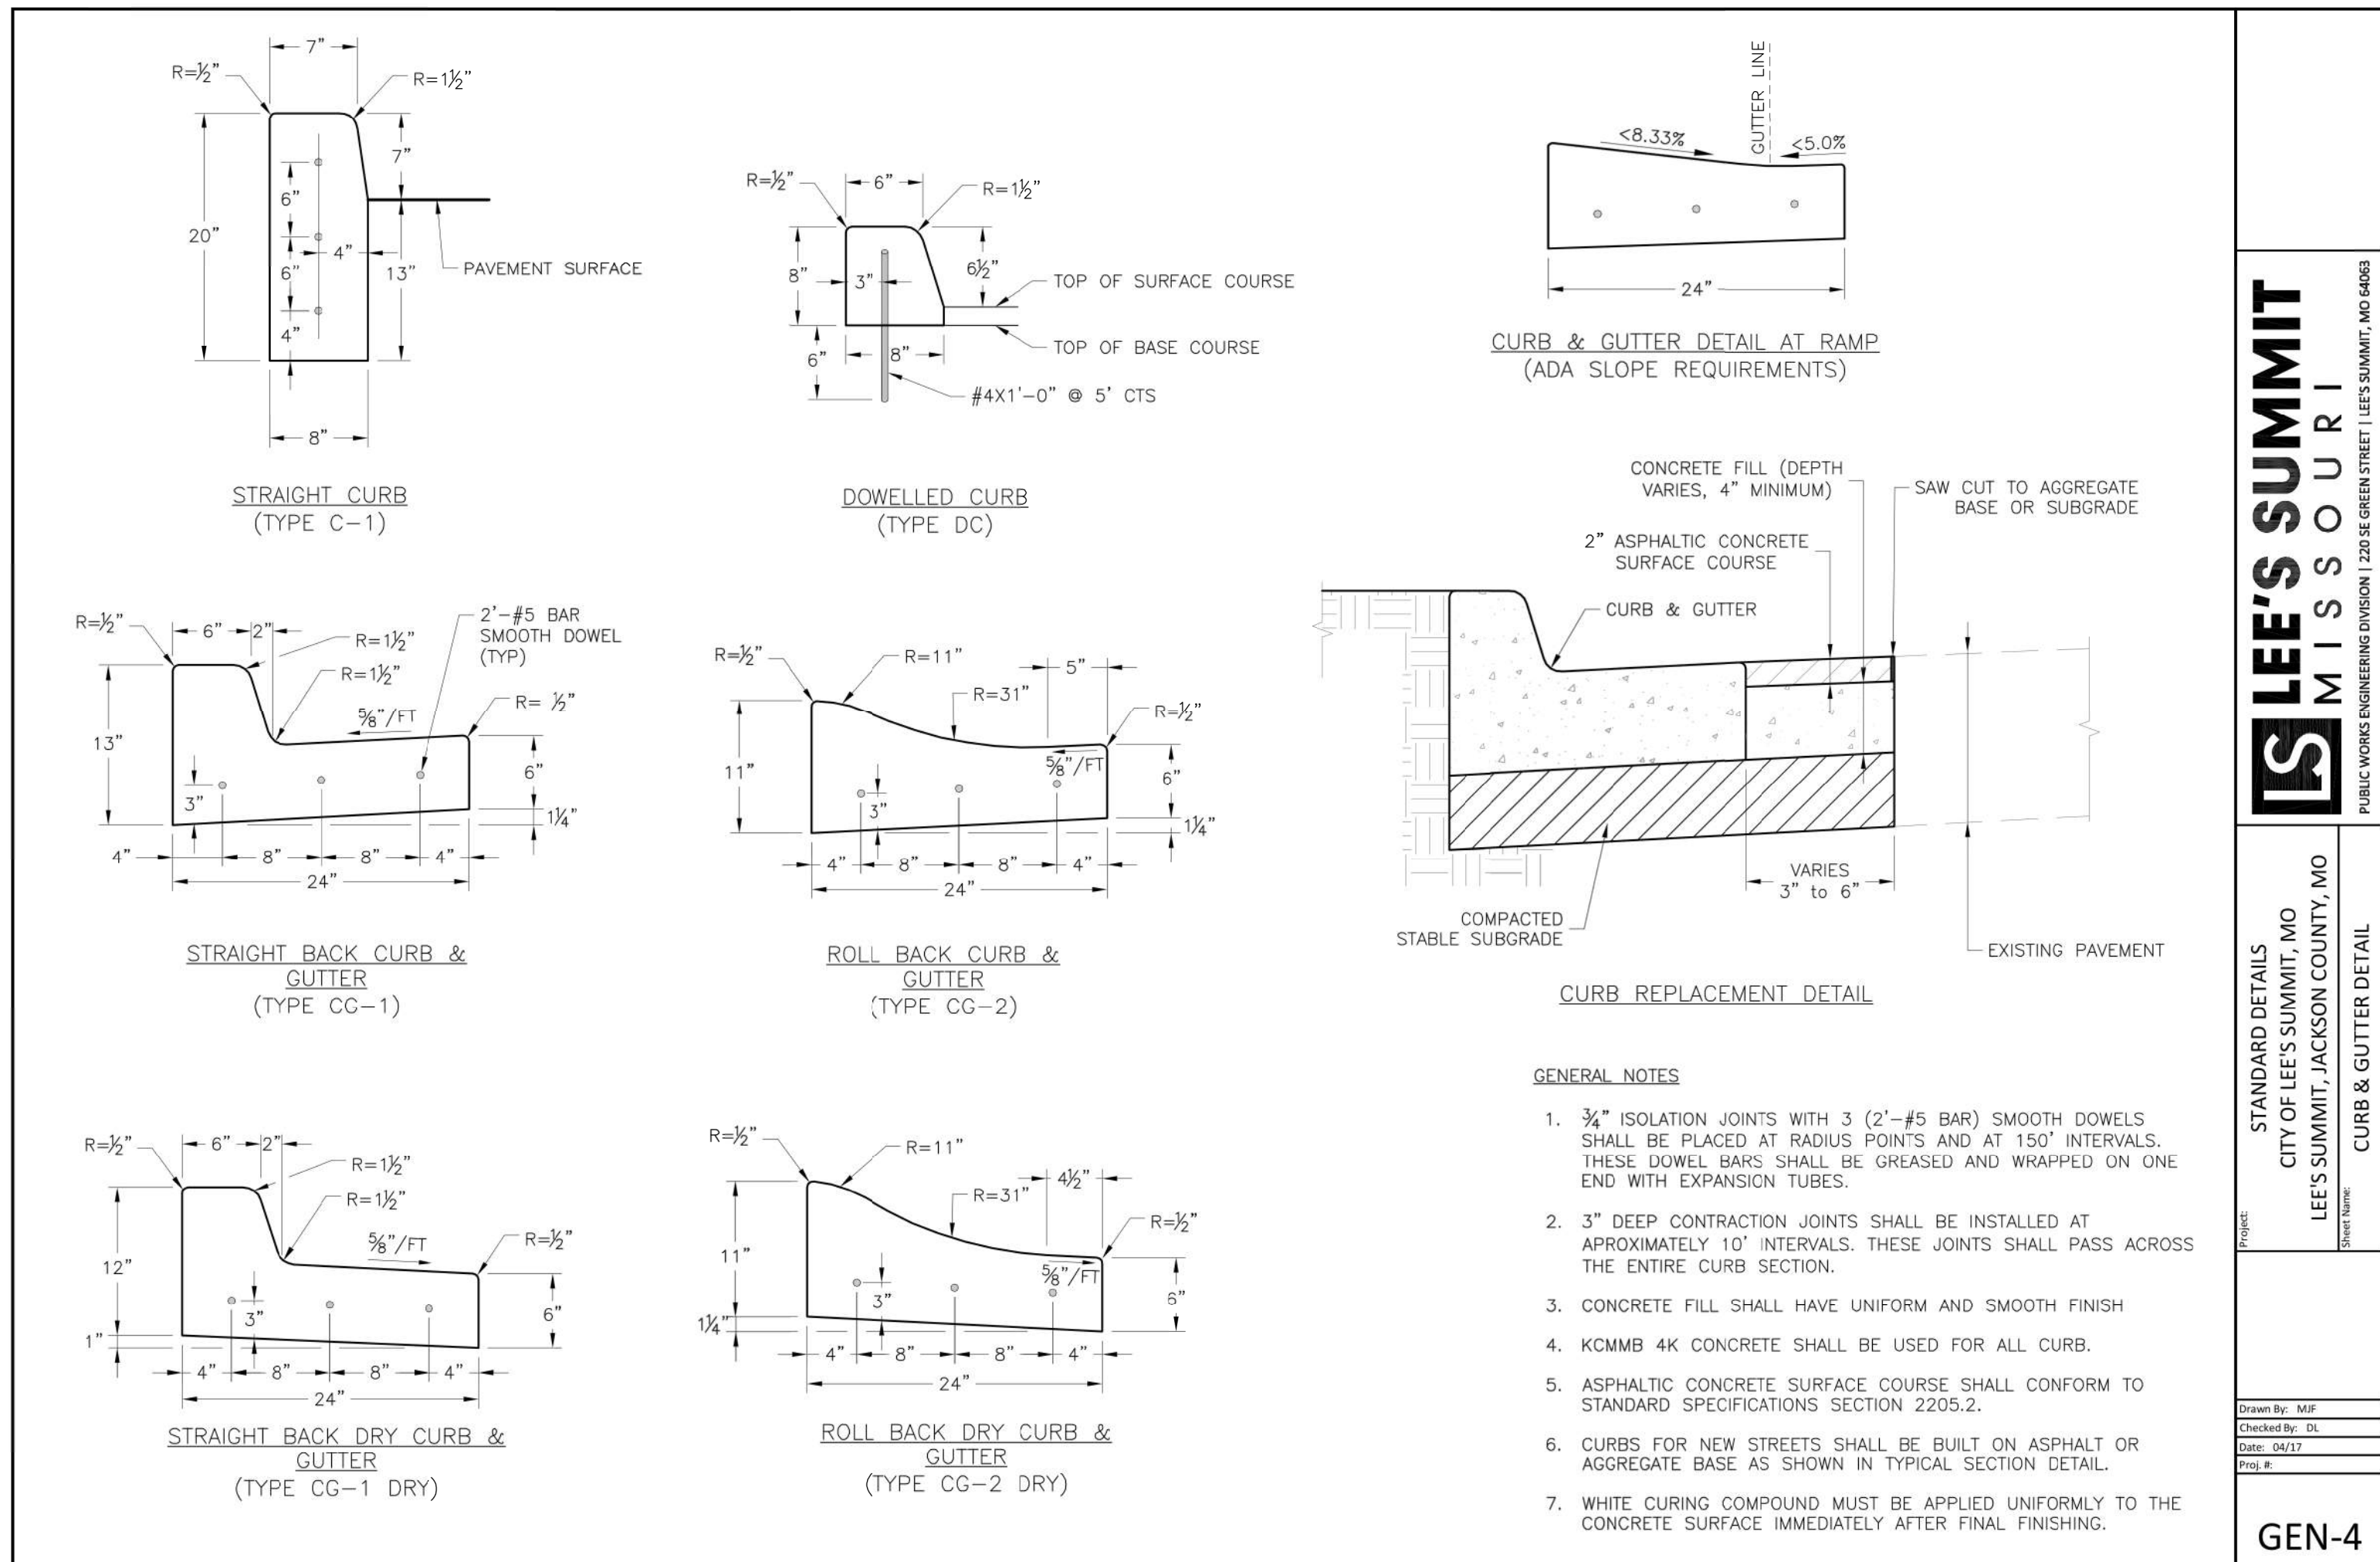 7"
R=½"
R=1½"
7"
20"
6"
6"
4"
4"
13"
PAVEMENT SURFACE
8"
STRAIGHT CURB
(TYPE C-1)
R=½"
6"
R=1½"
8"
3"
6½"
TOP OF SURFACE COURSE
TOP OF BASE COURSE
6"
8"
#4X1'-0" @ 5' CTS
DOWELLED CURB
(TYPE DC)
GUTTER LINE
<8.33%
<5.0%
24"
CURB & GUTTER DETAIL AT RAMP
(ADA SLOPE REQUIREMENTS)
R=½"
6"
2"
R=1½"
R=1½"
2'-#5 BAR
SMOOTH DOWEL
(TYP)
R= ½"
⅝"/FT
13"
3"
6"
1¼"
4"
8"
8"
4"
24"
STRAIGHT BACK CURB &
GUTTER
(TYPE CG-1)
R=½"
R=11"
R=31"
5"
R=½"
⅝"/FT
11"
3"
6"
1¼"
4"
8"
8"
4"
24"
ROLL BACK CURB &
GUTTER
(TYPE CG-2)
CONCRETE FILL (DEPTH
VARIES, 4" MINIMUM)
SAW CUT TO AGGREGATE
BASE OR SUBGRADE
2" ASPHALTIC CONCRETE
SURFACE COURSE
CURB & GUTTER
VARIES
3" to 6"
COMPACTED
STABLE SUBGRADE
EXISTING PAVEMENT
CURB REPLACEMENT DETAIL
R=½"
6"
2"
R=1½"
R=1½"
⅝"/FT
R=½"
12"
3"
6"
1"
4"
8"
8"
4"
24"
STRAIGHT BACK DRY CURB &
GUTTER
(TYPE CG-1 DRY)
R=½"
R=11"
R=31"
4½"
R=½"
⅝"/FT
11"
3"
6"
1¼"
4"
8"
8"
4"
24"
ROLL BACK DRY CURB &
GUTTER
(TYPE CG-2 DRY)
GENERAL NOTES
1. ¾" ISOLATION JOINTS WITH 3 (2'-#5 BAR) SMOOTH DOWELS
SHALL BE PLACED AT RADIUS POINTS AND AT 150' INTERVALS.
THESE DOWEL BARS SHALL BE GREASED AND WRAPPED ON ONE
END WITH EXPANSION TUBES.
2. 3" DEEP CONTRACTION JOINTS SHALL BE INSTALLED AT
APROXIMATELY 10' INTERVALS. THESE JOINTS SHALL PASS ACROSS
THE ENTIRE CURB SECTION.
3. CONCRETE FILL SHALL HAVE UNIFORM AND SMOOTH FINISH
4. KCMMB 4K CONCRETE SHALL BE USED FOR ALL CURB.
5. ASPHALTIC CONCRETE SURFACE COURSE SHALL CONFORM TO
STANDARD SPECIFICATIONS SECTION 2205.2.
6. CURBS FOR NEW STREETS SHALL BE BUILT ON ASPHALT OR
AGGREGATE BASE AS SHOWN IN TYPICAL SECTION DETAIL.
7. WHITE CURING COMPOUND MUST BE APPLIED UNIFORMLY TO THE
CONCRETE SURFACE IMMEDIATELY AFTER FINAL FINISHING.
LS
LEE'S SUMMIT
MISSOURI
PUBLIC WORKS ENGINEERING DIVISION | 220 SE GREEN STREET | LEE'S SUMMIT, MO 64063
Project:
STANDARD DETAILS
CITY OF LEE'S SUMMIT, MO
LEE'S SUMMIT, JACKSON COUNTY, MO
Sheet Name:
CURB & GUTTER DETAIL
Drawn By: MJF
Checked By: DL
Date: 04/17
Proj. #:
GEN-4